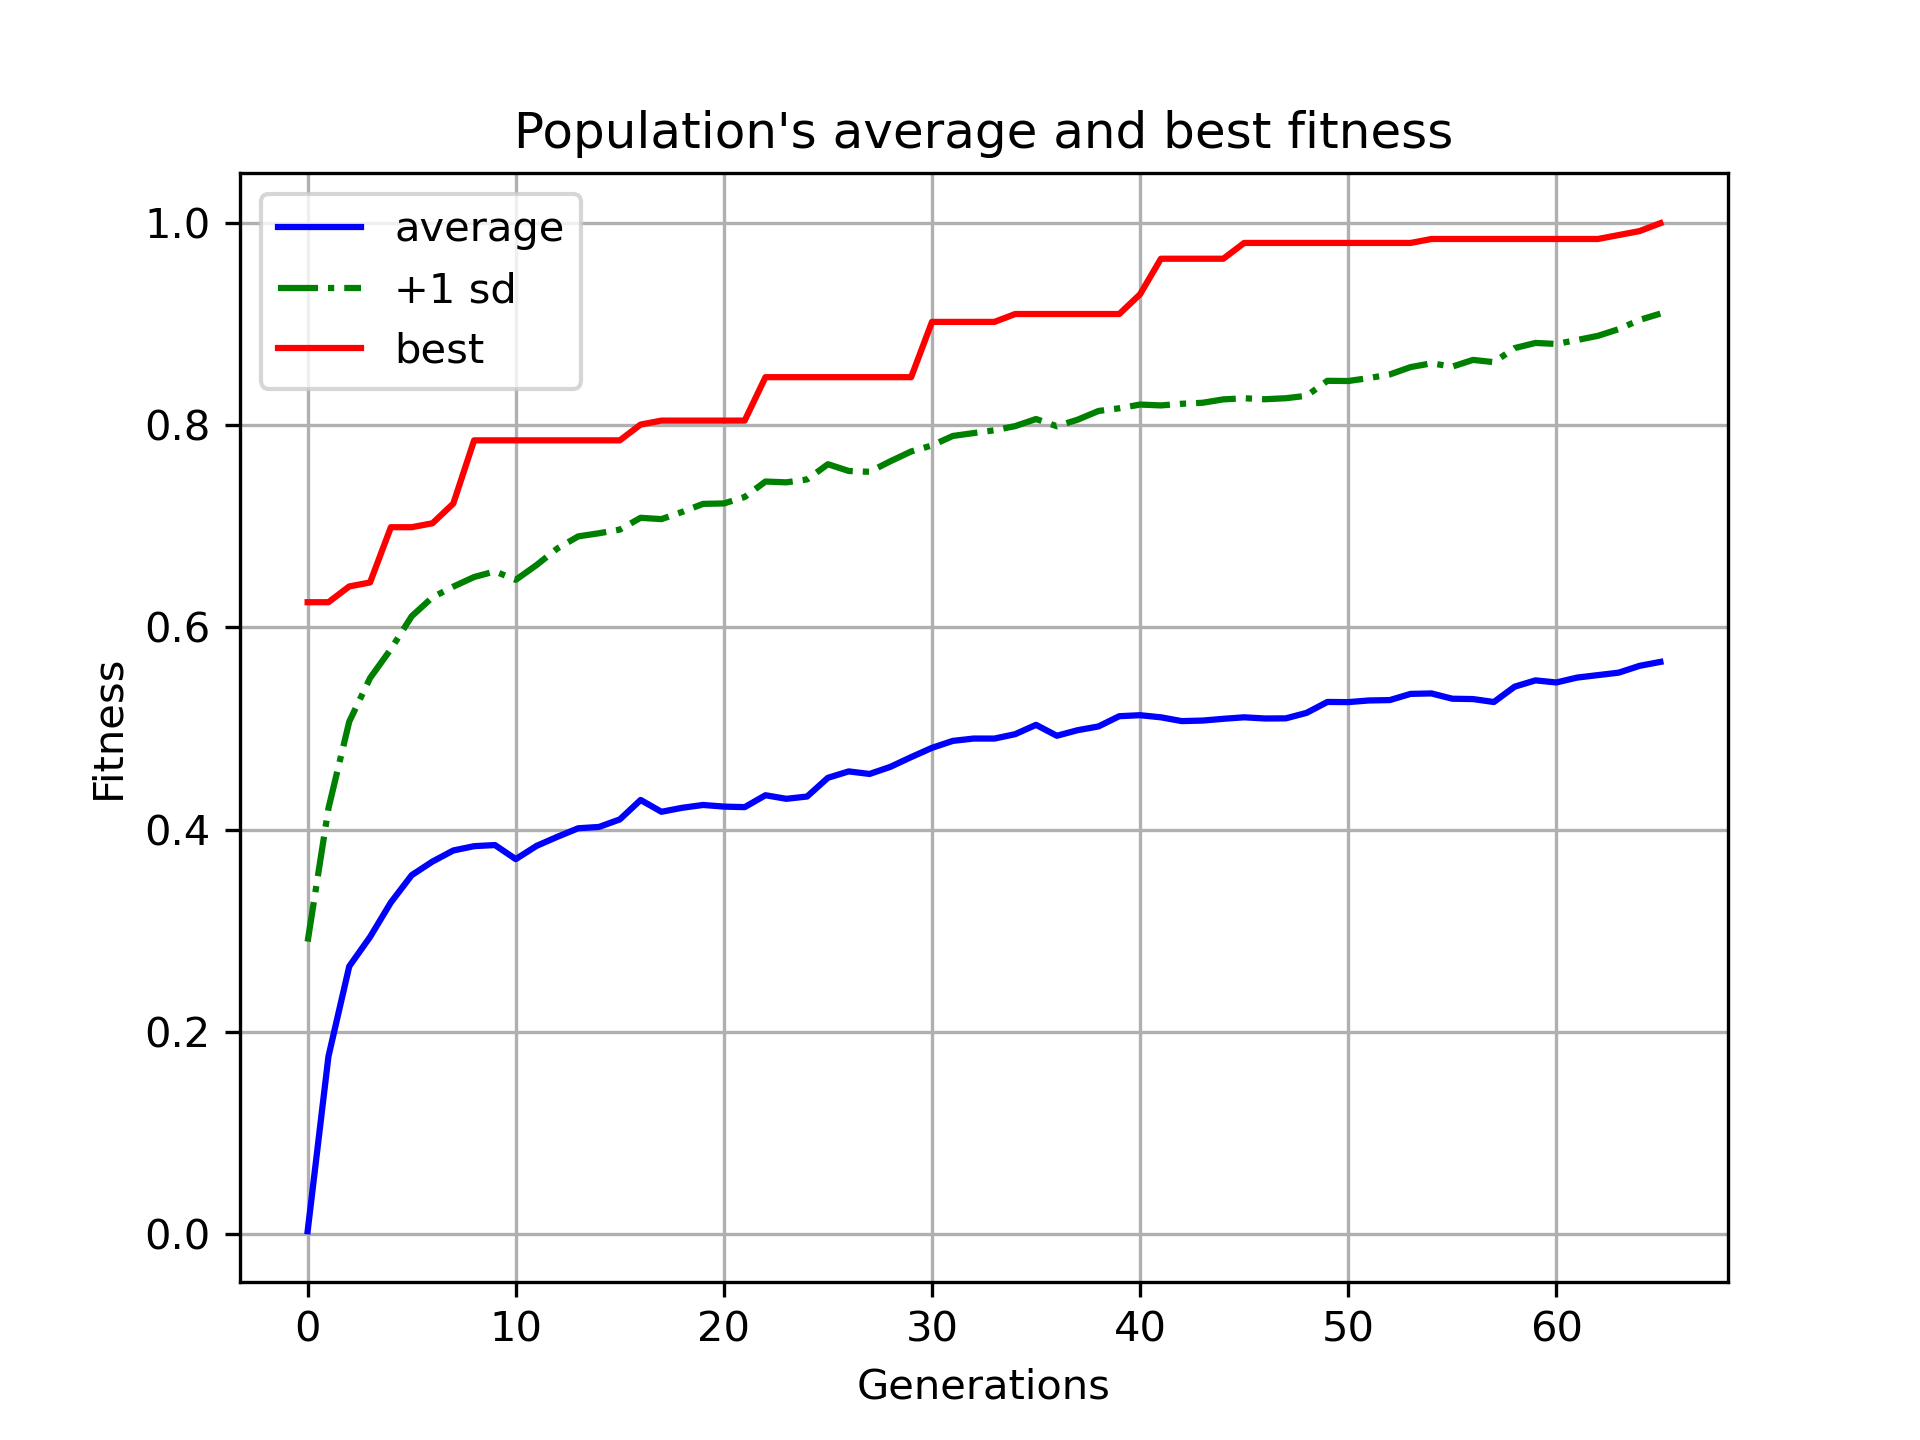 Population's average and best fitness
average
+1 sd
best
1.0
0.8
0.6
0.4
0.2
0.0
Fitness
0 10 20 30 40 50 60
Generations